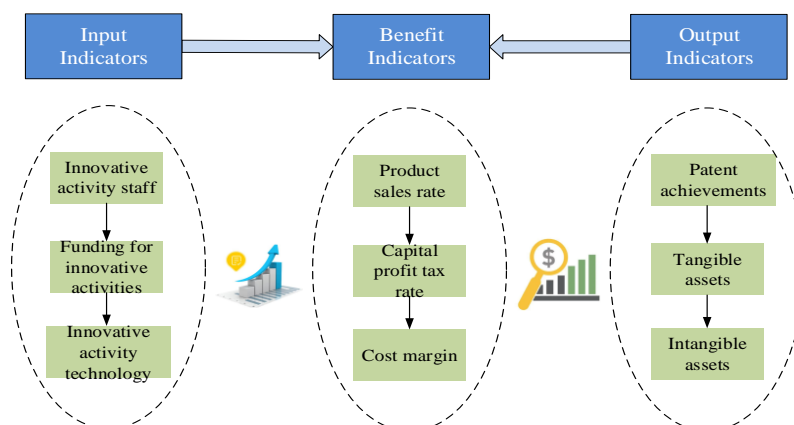 Input
Indicators
Benefit
Indicators
Output
Indicators
Innovative
activity staff
Funding for
innovative
activities
Innovative
activity
technology
Product
sales rate
Capital
profit tax
rate
Cost margin
$
Patent
achievements
Tangible
assets
Intangible
assets